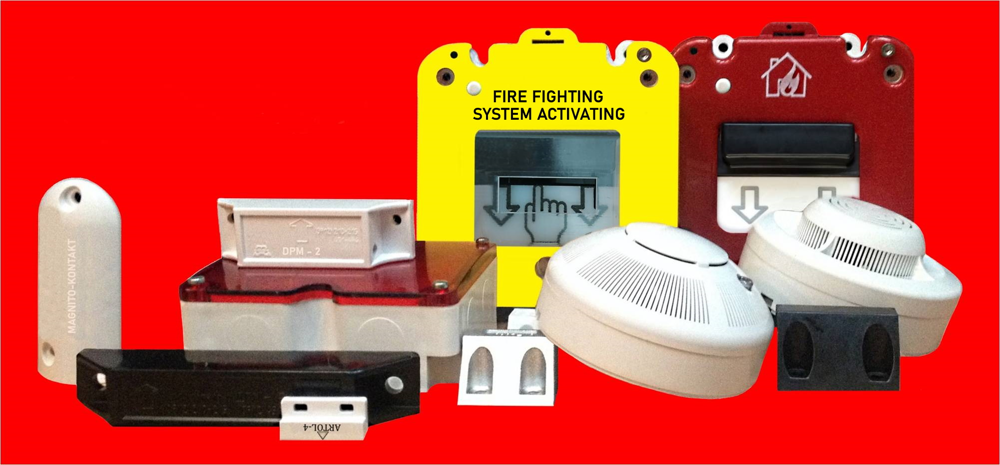 FIRE FIGHTING
SYSTEM ACTIVATING
DPM - 2
MAGNITO-KONTAKT
ARTOL-4